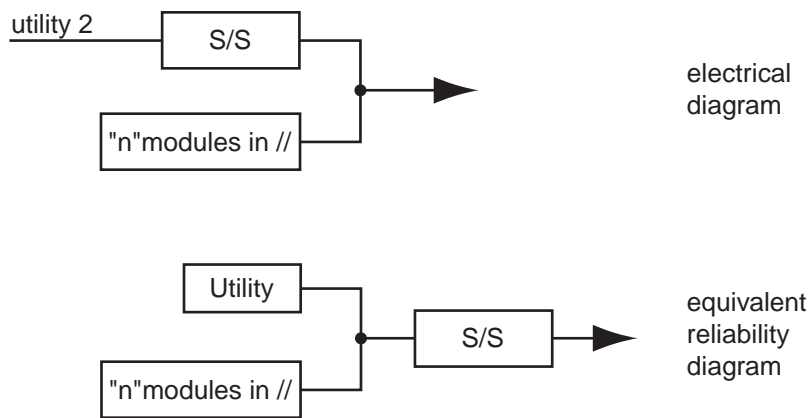 utility 2
S/S
"n"modules in //
electrical
diagram
Utility
"n"modules in //
S/S
equivalent
reliability
diagram